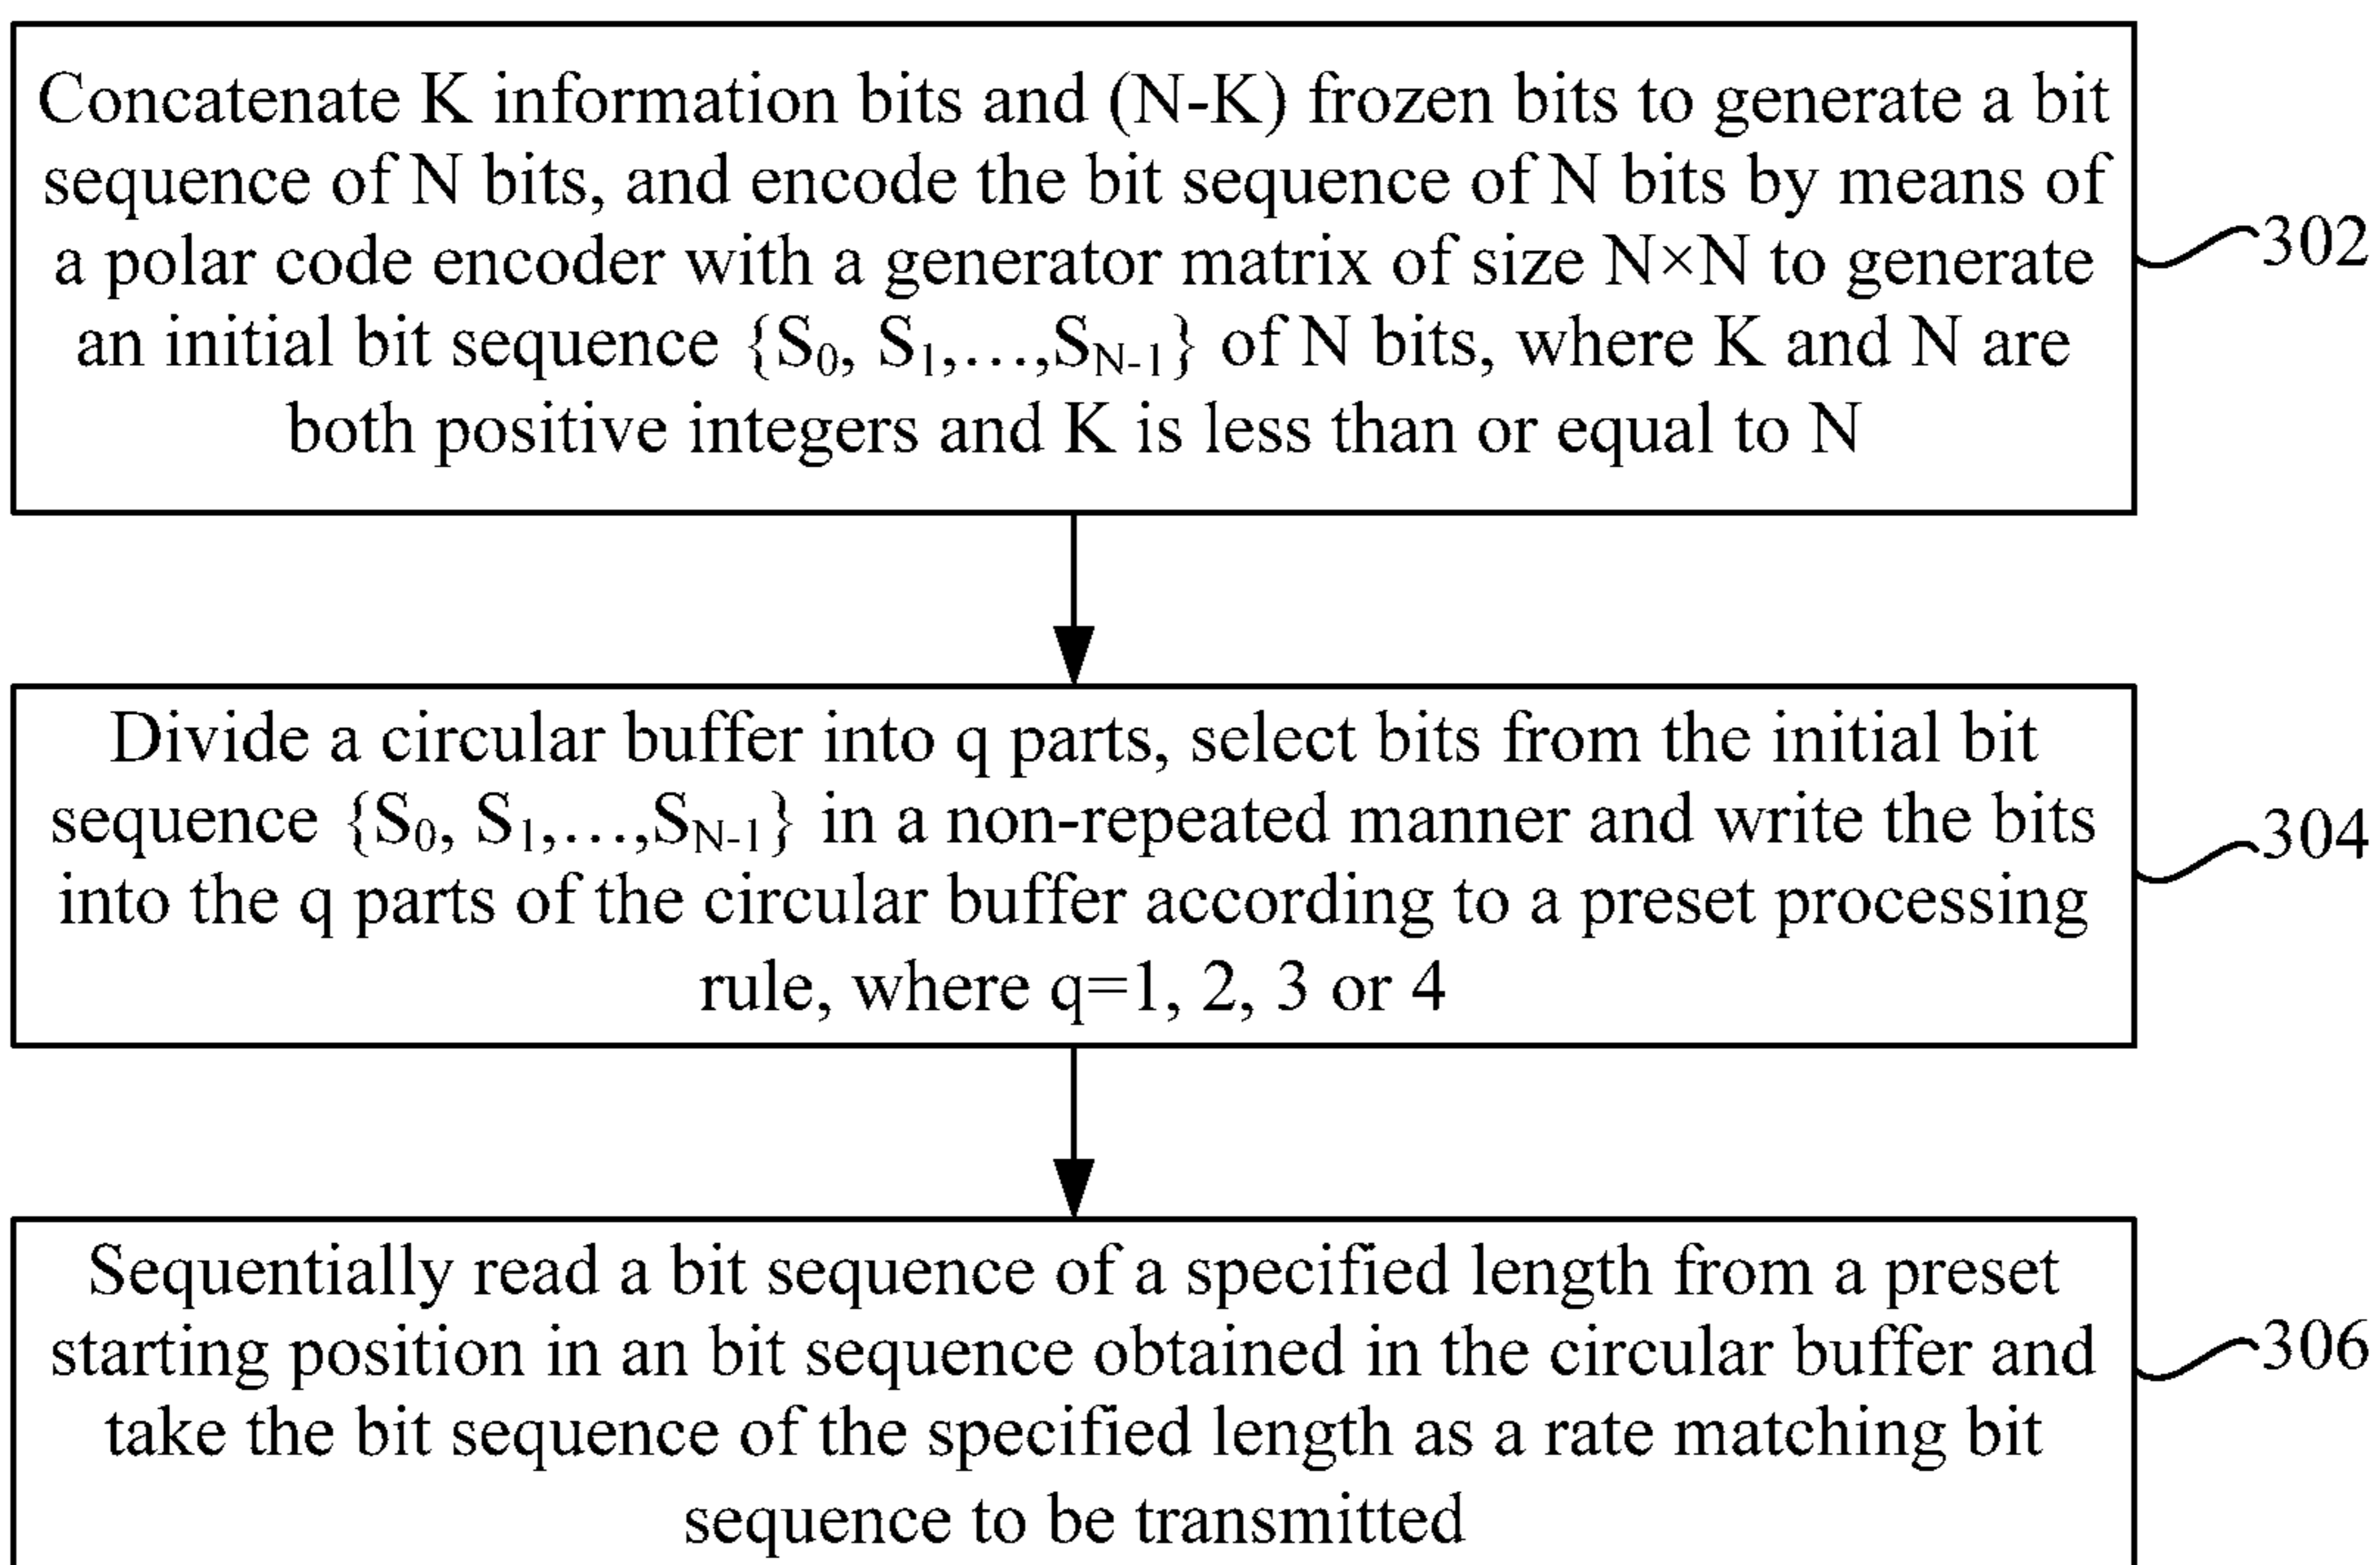 Concatenate K information bits and (N-K) frozen bits to generate a bit
sequence of N bits, and encode the bit sequence of N bits by means of
a polar code encoder with a generator matrix of size N×N to generate
an initial bit sequence {S₀, S₁,…,S_N-1} of N bits, where K and N are
both positive integers and K is less than or equal to N
302
Divide a circular buffer into q parts, select bits from the initial bit
sequence {S₀, S₁,…,S_N-1} in a non-repeated manner and write the bits
into the q parts of the circular buffer according to a preset processing
rule, where q=1, 2, 3 or 4
304
Sequentially read a bit sequence of a specified length from a preset
starting position in an bit sequence obtained in the circular buffer and
take the bit sequence of the specified length as a rate matching bit
sequence to be transmitted
306